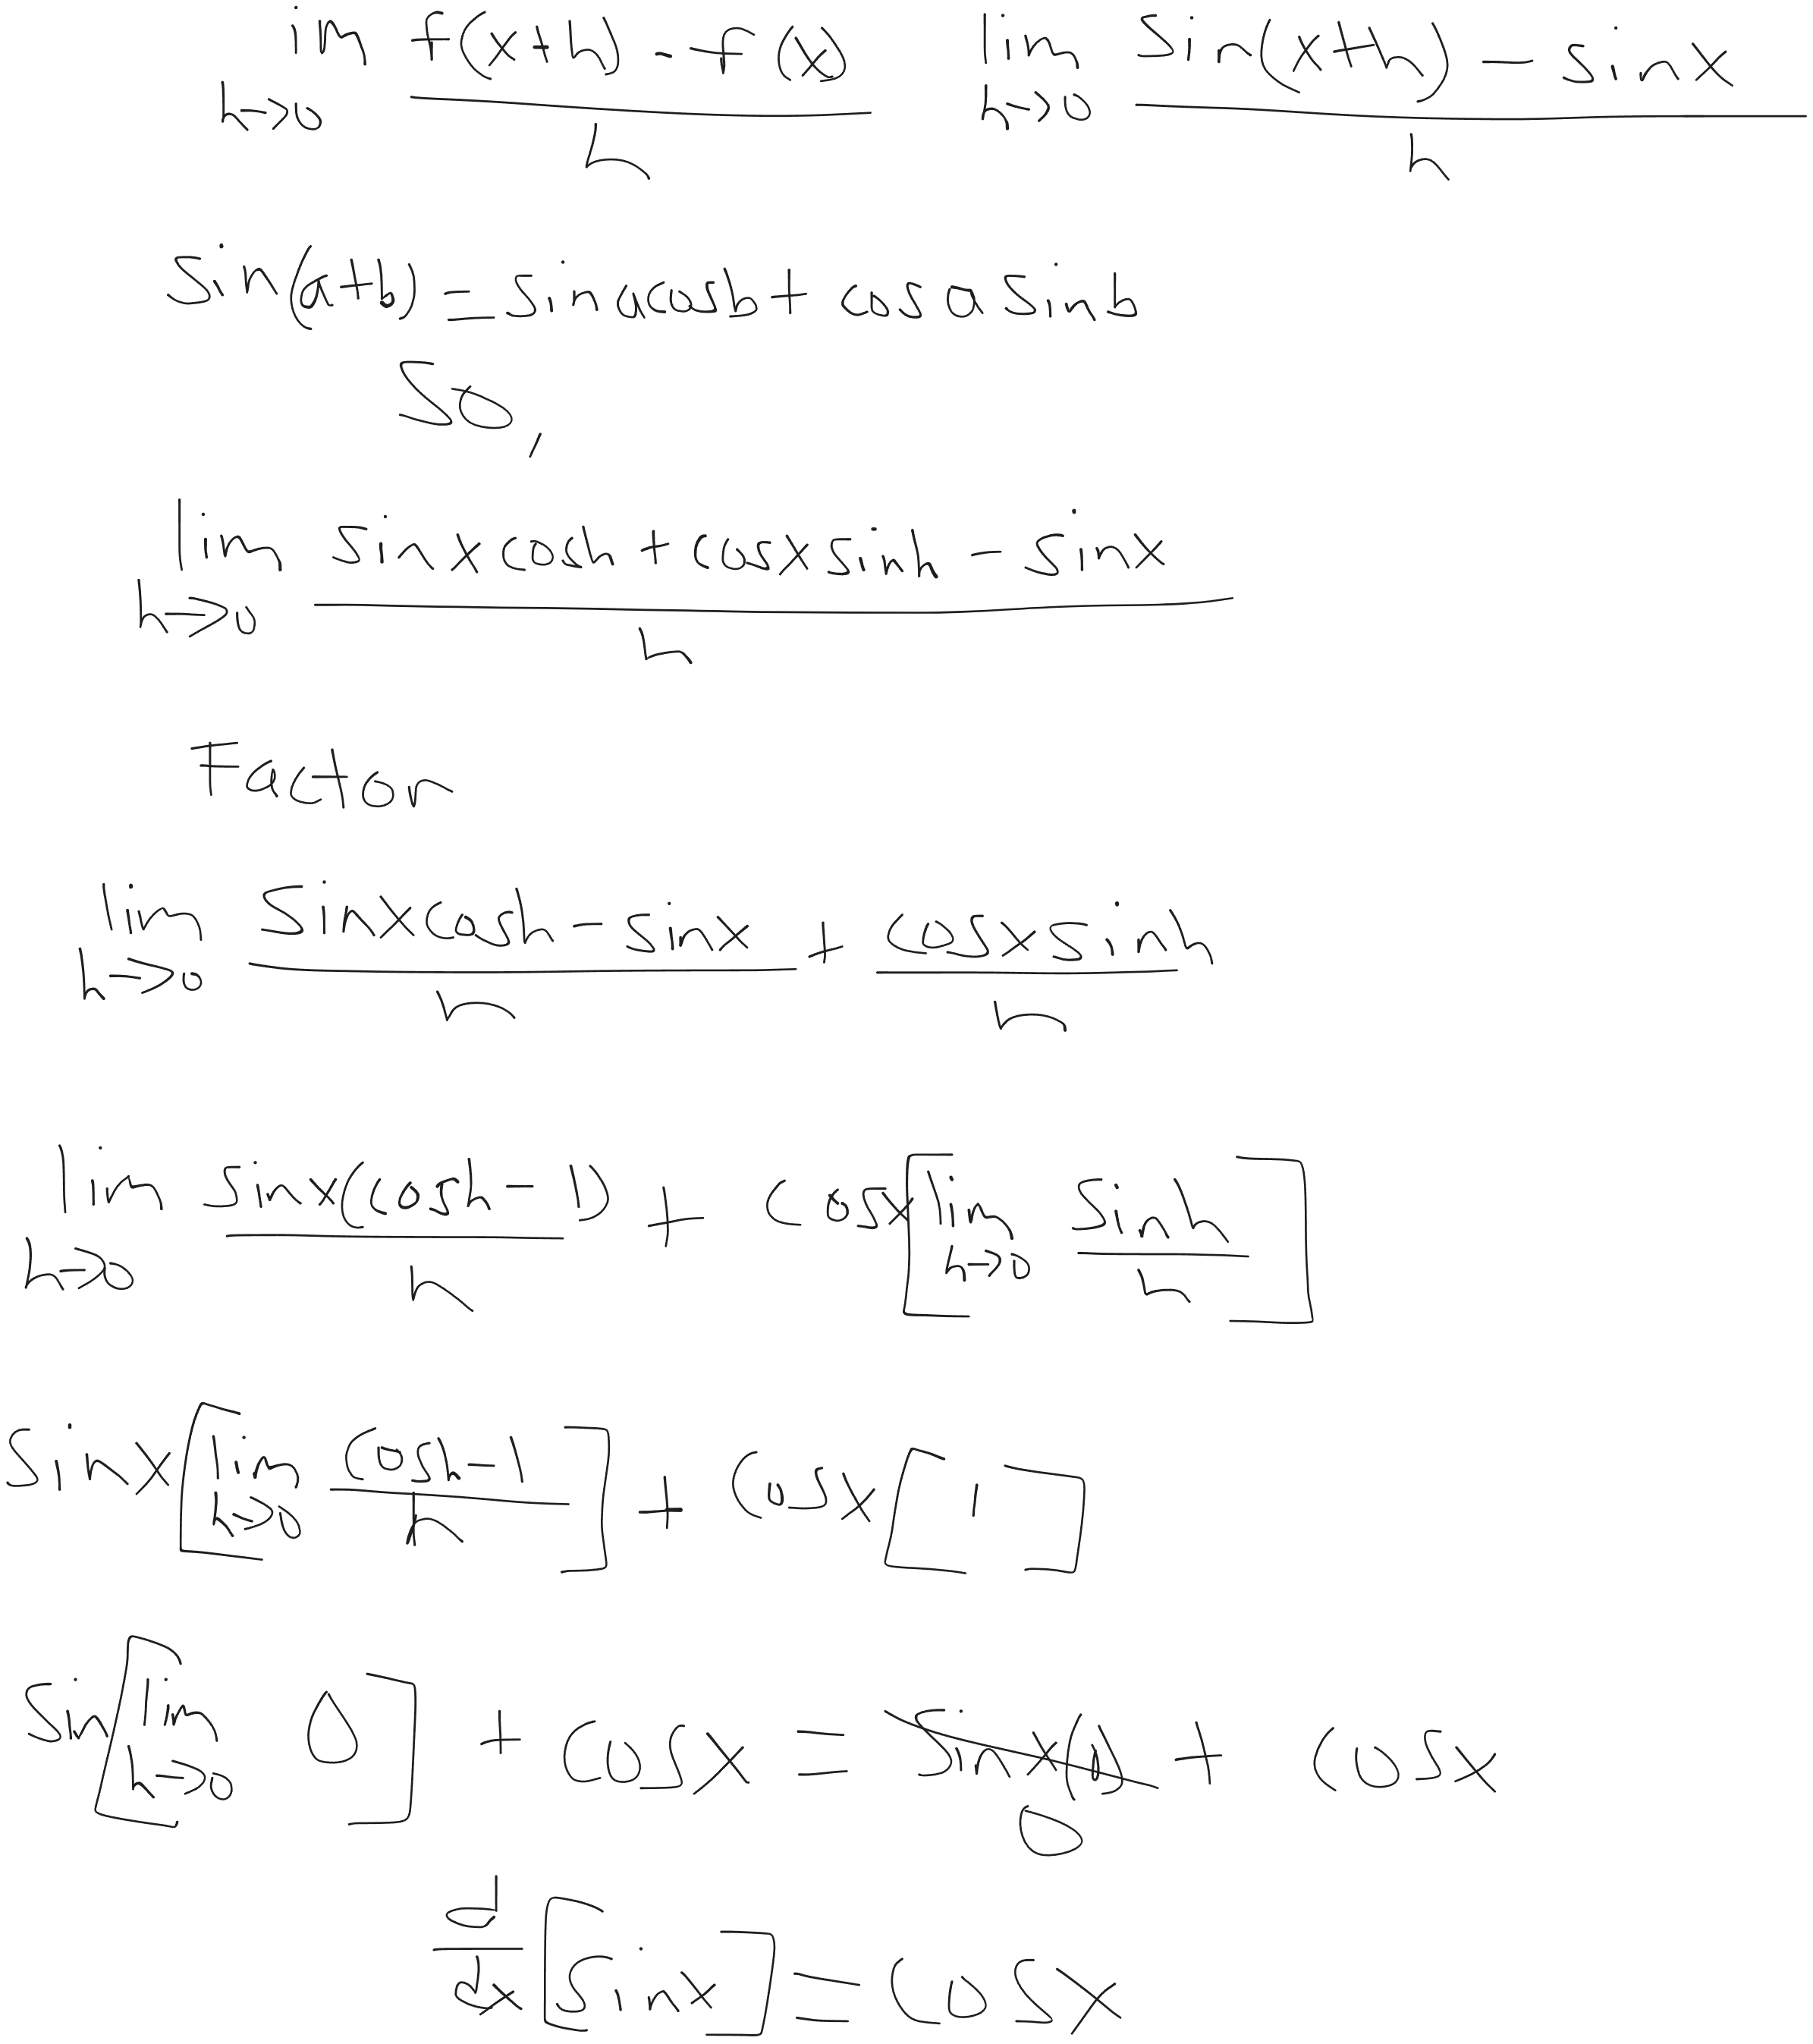 lim h→0 f(x+h) - f(x) / h lim h→0 sin(x+h) - sinx / h
sin(a+b) = sinacosb + cosasinb
So,
lim h→0 sinxcosh + cosxsinh - sinx / h
Factor
lim h→0 sinxcosh - sinx / h + cosxsinh / h
lim h→0 sinx(cosh - 1) / h + cosx[lim h→0 sinh / h]
sinx[lim h→0 cosh - 1 / h] + cosx[1]
sin[lim h→0 0] + cosx = sinx(0) 0 + cosx
d/dx [sinx] = cosx